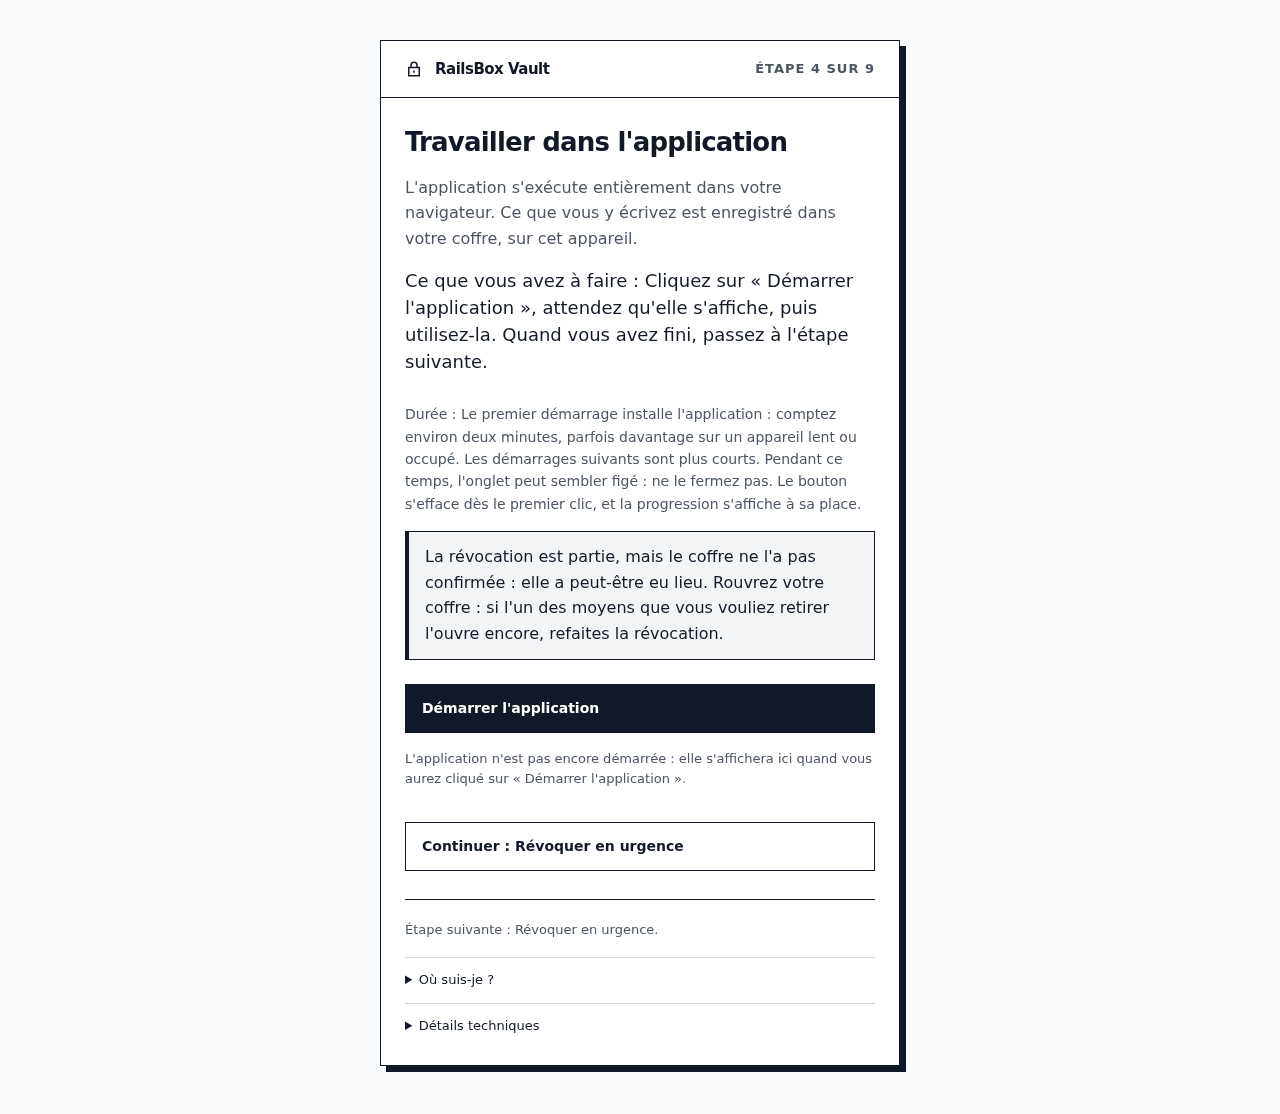 RailsBox Vault
ÉTAPE 4 SUR 9
Travailler dans l'application
L'application s'exécute entièrement dans votre
navigateur. Ce que vous y écrivez est enregistré dans
votre coffre, sur cet appareil.
Ce que vous avez à faire : Cliquez sur « Démarrer
l'application », attendez qu'elle s'affiche, puis
utilisez-la. Quand vous avez fini, passez à l'étape
suivante.
Durée : Le premier démarrage installe l'application : comptez
environ deux minutes, parfois davantage sur un appareil lent ou
occupé. Les démarrages suivants sont plus courts. Pendant ce
temps, l'onglet peut sembler figé : ne le fermez pas. Le bouton
s'efface dès le premier clic, et la progression s'affiche à sa place.
La révocation est partie, mais le coffre ne l'a pas
confirmée : elle a peut-être eu lieu. Rouvrez votre
coffre : si l'un des moyens que vous vouliez retirer
l'ouvre encore, refaites la révocation.
Démarrer l'application
L'application n'est pas encore démarrée : elle s'affichera ici quand vous
aurez cliqué sur « Démarrer l'application ».
Continuer : Révoquer en urgence
Étape suivante : Révoquer en urgence.
Où suis-je ?
Détails techniques